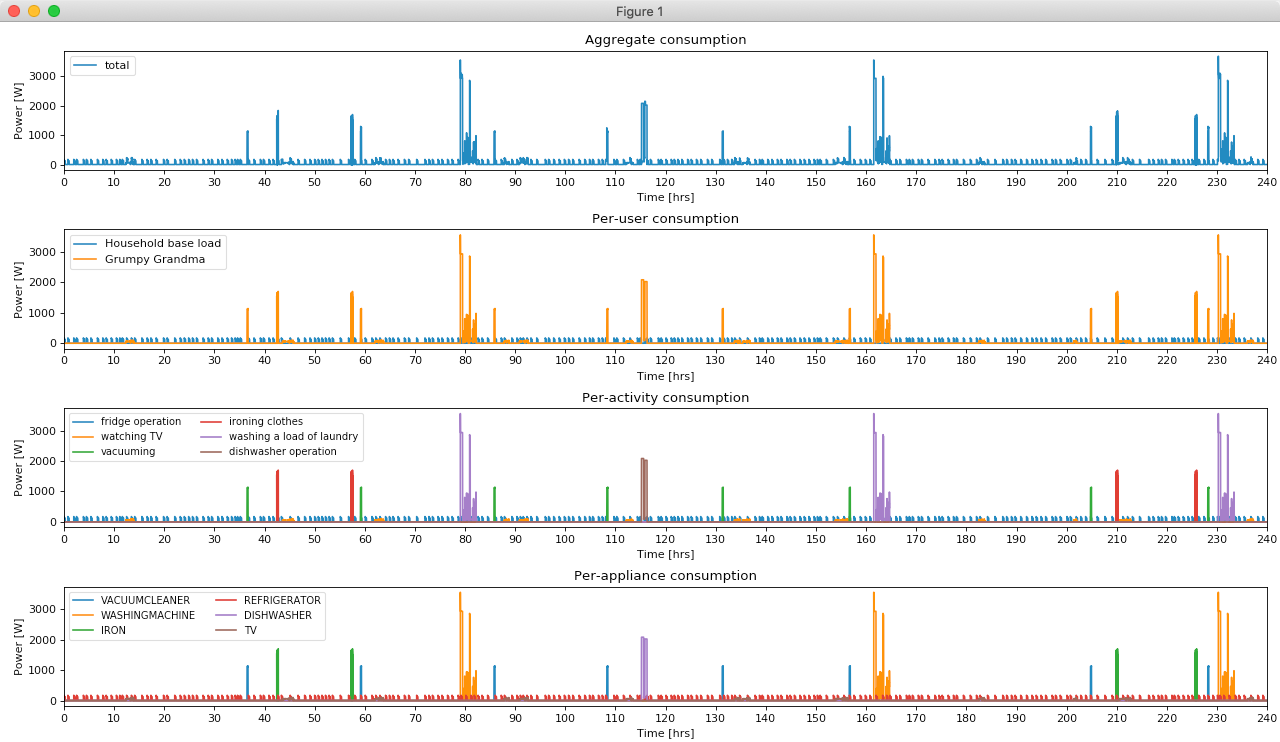 Figure 1
Aggregate consumption
total
Power [W]
3000
2000
1000
0
0 10 20 30 40 50 60 70 80 90 100 110 120 130 140 150 160 170 180 190 200 210 220 230 240
Time [hrs]
Per-user consumption
Household base load
Grumpy Grandma
Power [W]
3000
2000
1000
0
0 10 20 30 40 50 60 70 80 90 100 110 120 130 140 150 160 170 180 190 200 210 220 230 240
Time [hrs]
Per-activity consumption
fridge operation ironing clothes
watching TV washing a load of laundry
vacuuming dishwasher operation
Power [W]
3000
2000
1000
0
0 10 20 30 40 50 60 70 80 90 100 110 120 130 140 150 160 170 180 190 200 210 220 230 240
Time [hrs]
Per-appliance consumption
VACUUMCLEANER REFRIGERATOR
WASHINGMACHINE DISHWASHER
IRON TV
Power [W]
3000
2000
1000
0
0 10 20 30 40 50 60 70 80 90 100 110 120 130 140 150 160 170 180 190 200 210 220 230 240
Time [hrs]